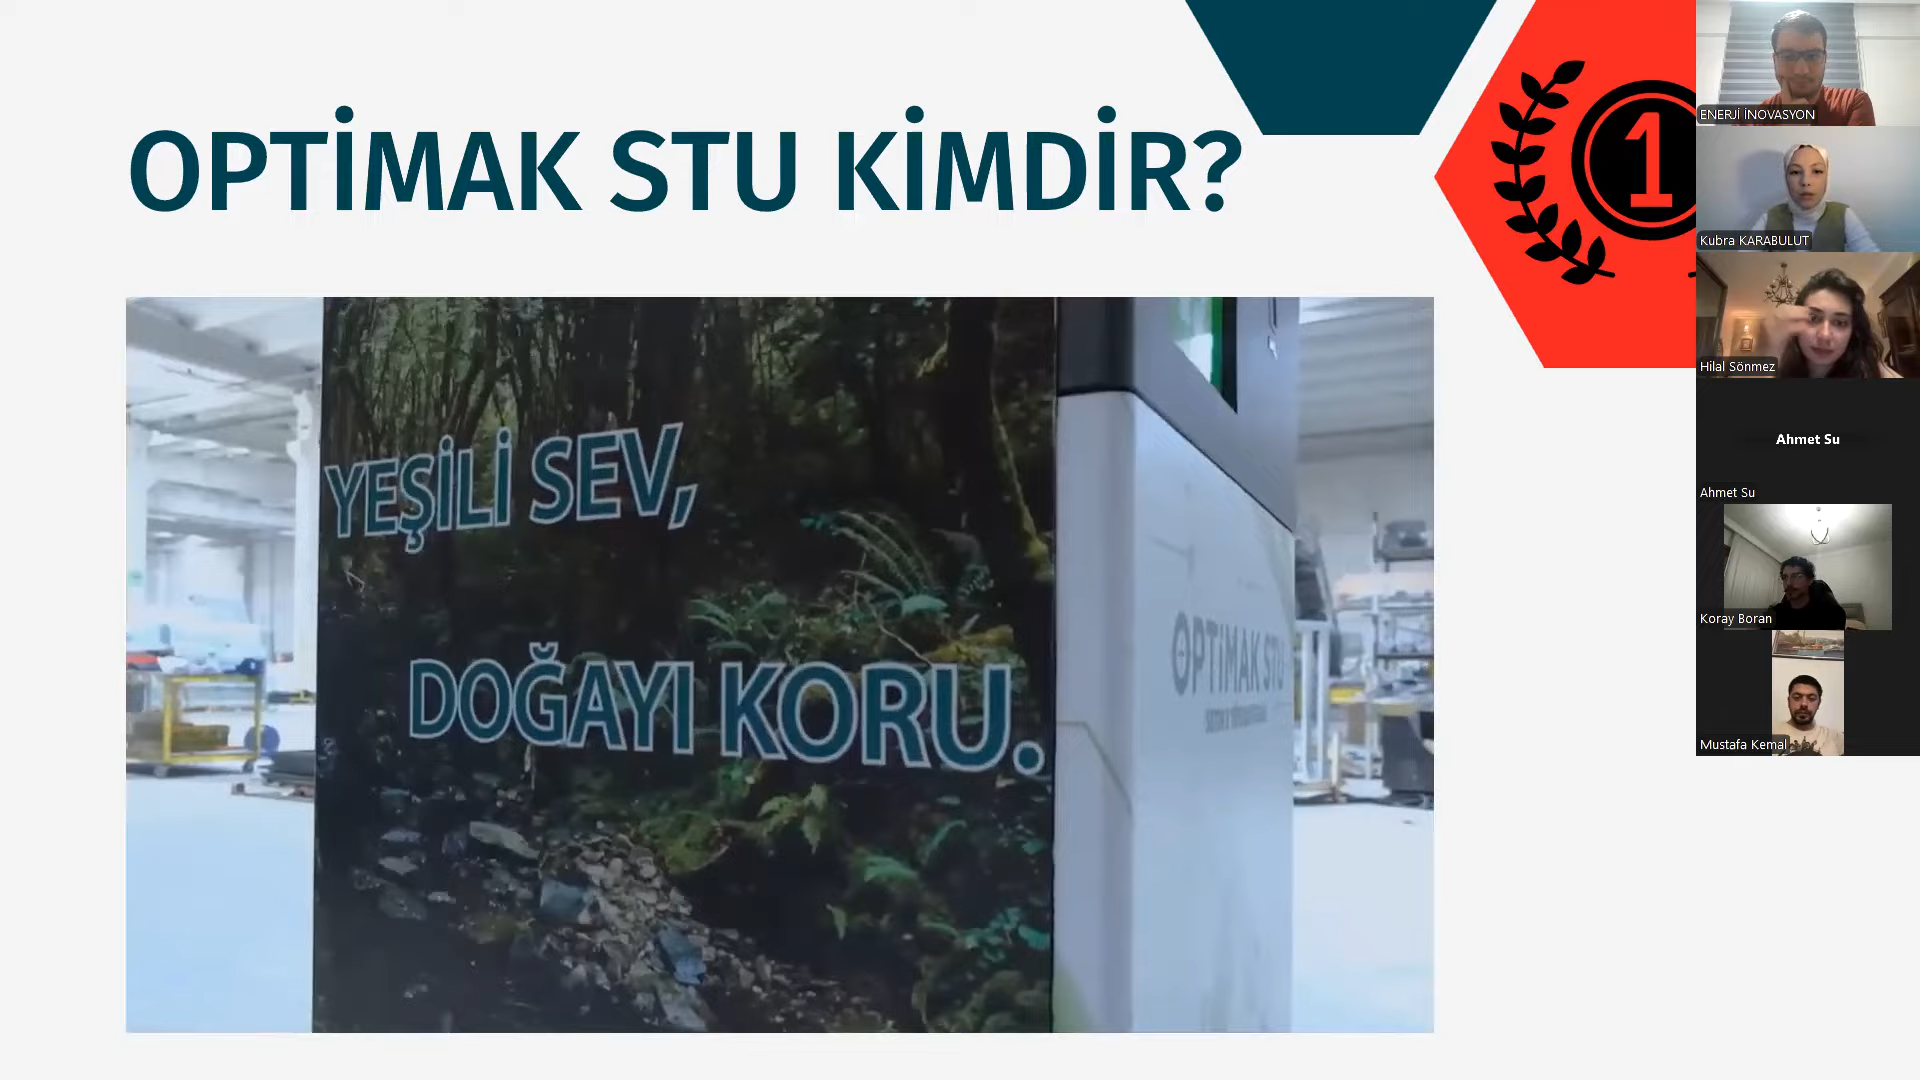 OPTİMAK STU KİMDİR?
1
YEŞİLİ SEV,
DOĞAYI KORU.
OPTİMAK STU
ENERJİ İNOVASYON
Kubra KARABULUT
Hilal Sönmez
Ahmet Su
Ahmet Su
Koray Boran
Mustafa Kemal